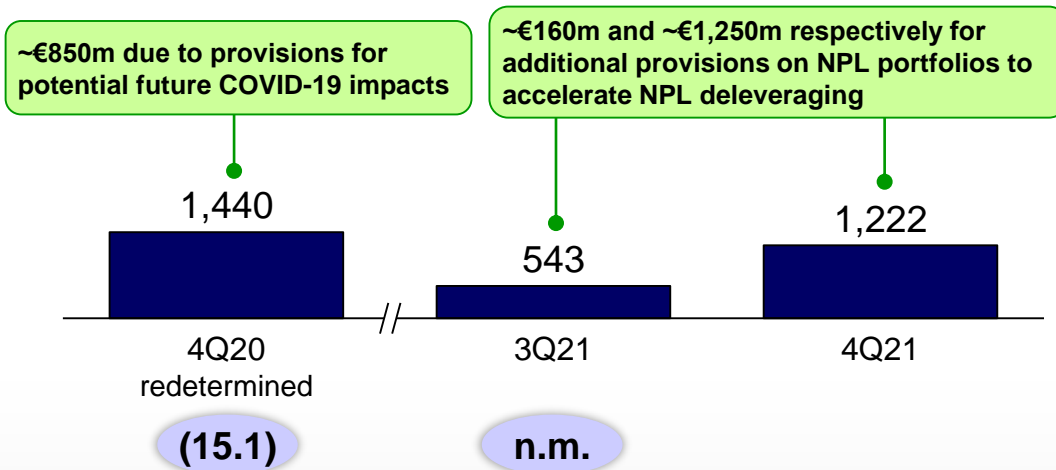 ~€850m due to provisions for
potential future COVID-19 impacts
~€160m and ~€1,250m respectively for
additional provisions on NPL portfolios to
accelerate NPL deleveraging
1,440
543
1,222
4Q20
redetermined
3Q21
4Q21
(15.1)
n.m.